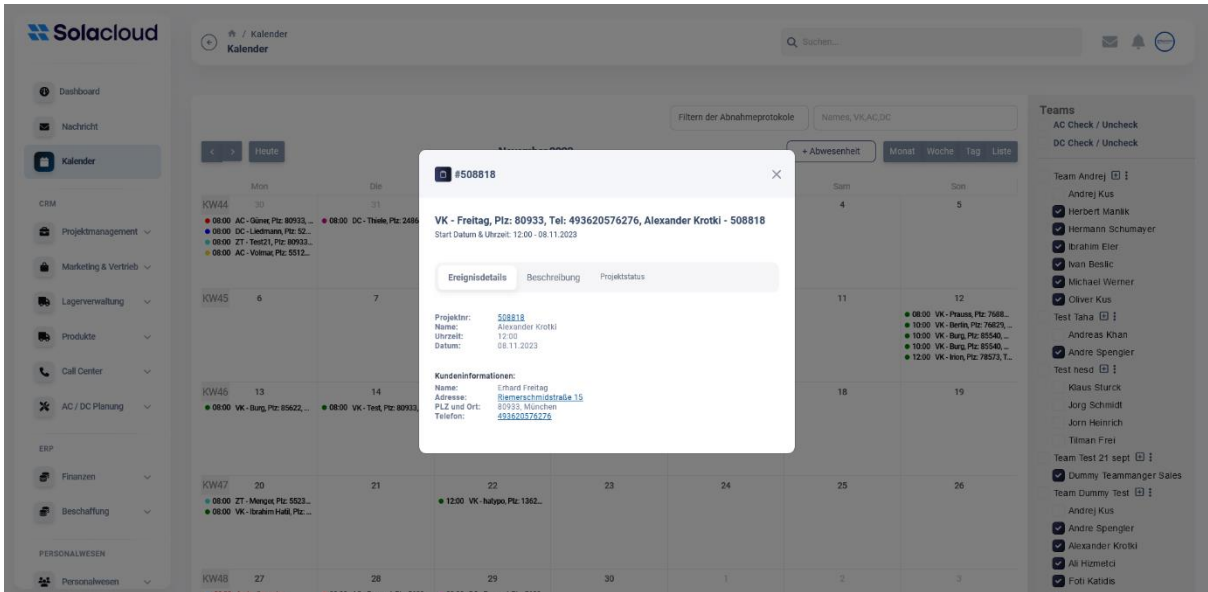 Solacloud
/ Kalender
Kalender
Suchen...
Dashboard
Nachricht
Kalender
CRM
Projektmanagement
Marketing & Vertrieb
Lagerverwaltung
Produkte
Call Center
AC / DC Planung
ERP
Finanzen
Beschaffung
PERSONALWESEN
Personalwesen
Filtern der Abnahmeprotokole
Names, VK,AC,DC
< > Heute
+ Abwesenheit
Monat Woche Tag Liste
Mon Die Sam Son
KW44 30 31 4 5
08:00 AC - Güner, Plz: 80933, ...
08:00 DC - Liedmann, Plz: 52...
08:00 ZT - Test21, Plz: 80933...
08:00 AC - Volmar, Plz: 5512...
08:00 DC - Thiele, Plz: 2486
KW45 6 7 11 12
08:00 VK - Prauss, Plz: 7688...
10:00 VK - Berlin, Plz: 76829, ...
10:00 VK - Burg, Plz: 85540, ...
10:00 VK - Burg, Plz: 85540, ...
12:00 VK - Irion, Plz: 78573, T...
KW46 13 14 18 19
08:00 VK - Burg, Plz: 85622, ...
08:00 VK - Test, Plz: 80933,
KW47 20 21 22 23 24 25 26
08:00 ZT - Menger, Plz: 5523...
08:00 VK - Ibrahim Halil, Plz: ...
12:00 VK - hatypo, Plz: 1362...
KW48 27 28 29 30 1 2 3
#508818
VK - Freitag, Plz: 80933, Tel: 493620576276, Alexander Krotki - 508818
Start Datum & Uhrzeit: 12:00 - 08.11.2023
Ereignisdetails Beschreibung Projektstatus
Projektnr: 508818
Name: Alexander Krotki
Uhrzeit: 12:00
Datum: 08.11.2023
Kundeninformationen:
Name: Erhard Freitag
Adresse: Riemerschmidstraße 15
PLZ und Ort: 80933, München
Telefon: 493620576276
Teams
AC Check / Uncheck
DC Check / Uncheck
Team Andrej
Andrej Kus
Herbert Manlik
Hermann Schumayer
Ibrahim Eler
Ivan Beslic
Michael Werner
Oliver Kus
Test Taha
Andreas Khan
Andre Spengler
Test hesd
Klaus Sturck
Jorg Schmidt
Jorn Heinrich
Tilman Frei
Team Test 21 sept
Dummy Teammanger Sales
Team Dummy Test
Andrej Kus
Andre Spengler
Alexander Krotki
Ali Hizmetci
Foti Katidis